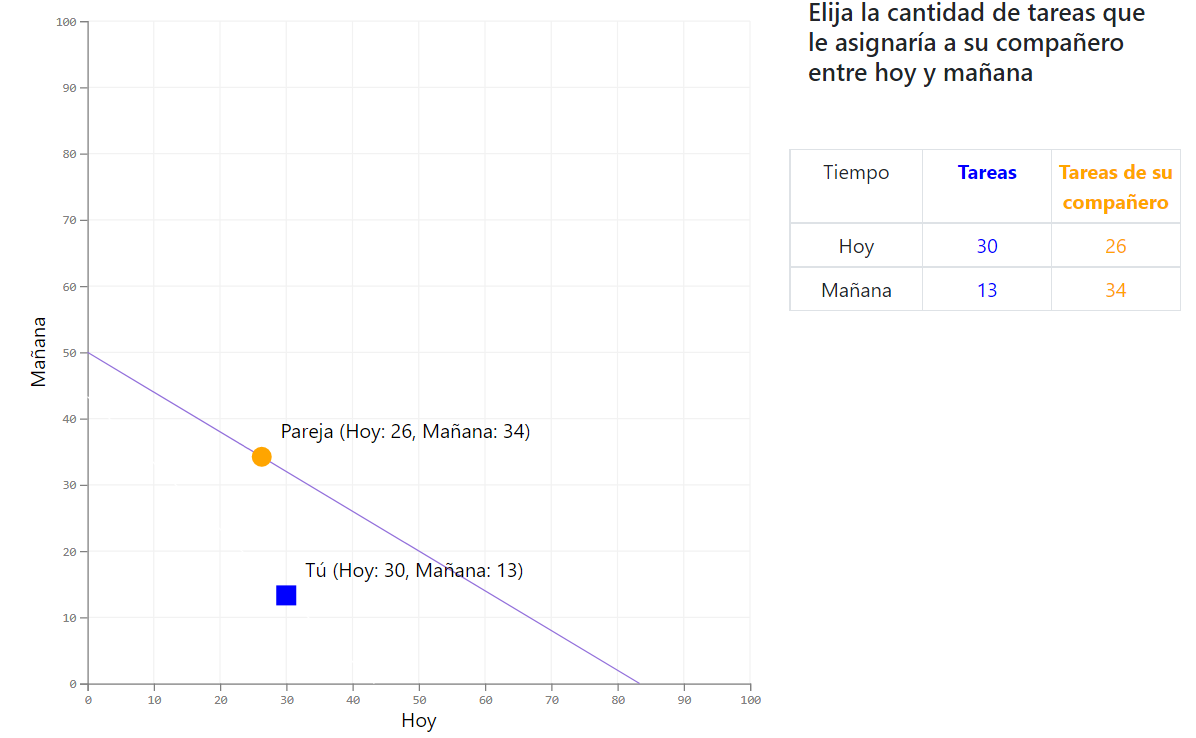 Elija la cantidad de tareas que
le asignaría a su compañero
entre hoy y mañana
Tiempo
Tareas
Tareas de su
compañero
Hoy
30
26
Mañana
13
34
100
90
80
70
60
50
40
30
20
10
0
Mañana
Pareja (Hoy: 26, Mañana: 34)
Tú (Hoy: 30, Mañana: 13)
0
10
20
30
40
50
60
70
80
90
100
Hoy